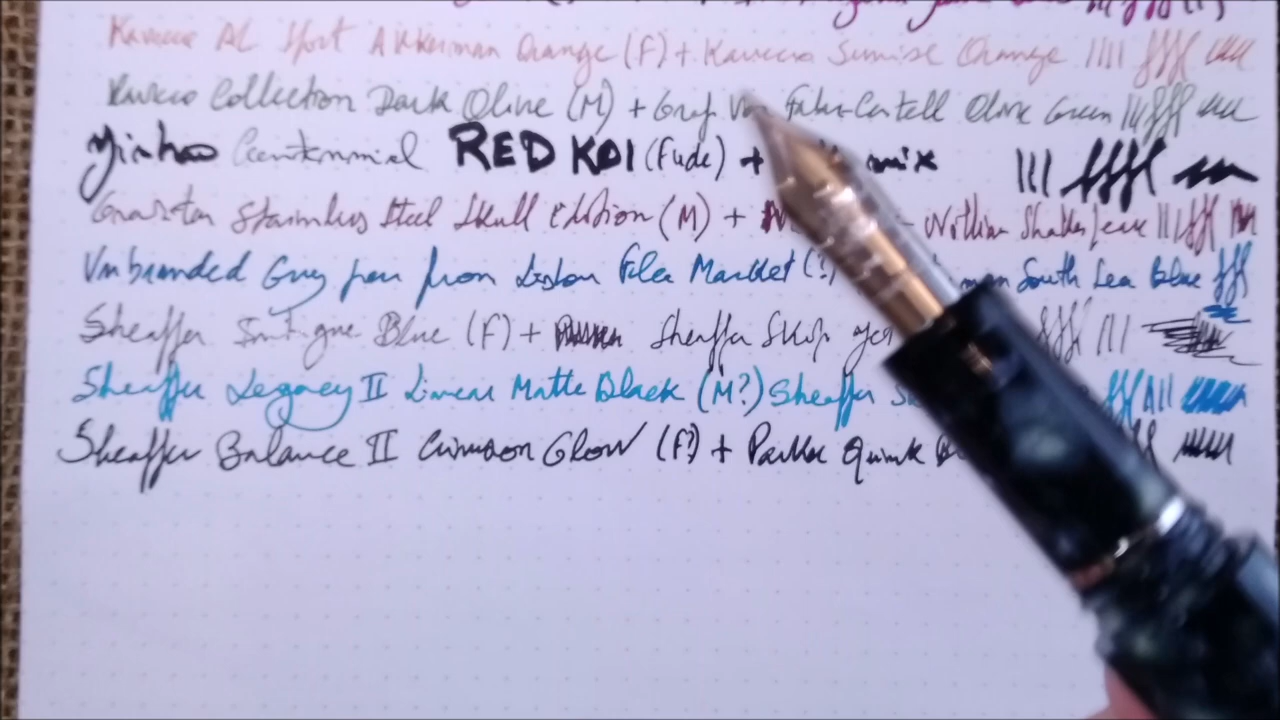 Kaweco AL Sport Akkerman Orange (F) + Kaweco Sunrise Orange
Kaweco Collection Dark Olive (M) + Graf Von Faber-Castell Olive Green
Jinhao Centennial RED KOI (Fude) + mix
Stainless Steel Skull Edition (M) + William Shakespeare
Unbranded Grey pen from Lisbon Flea Market (?) South Sea Blue
Sheaffer Intrigue Blue (F) + Sheaffer Skrip
Sheaffer Legacy II Linear Matte Black (M?) Sheaffer
Sheaffer Balance II Crimson Glow (F?) + Parker Quink